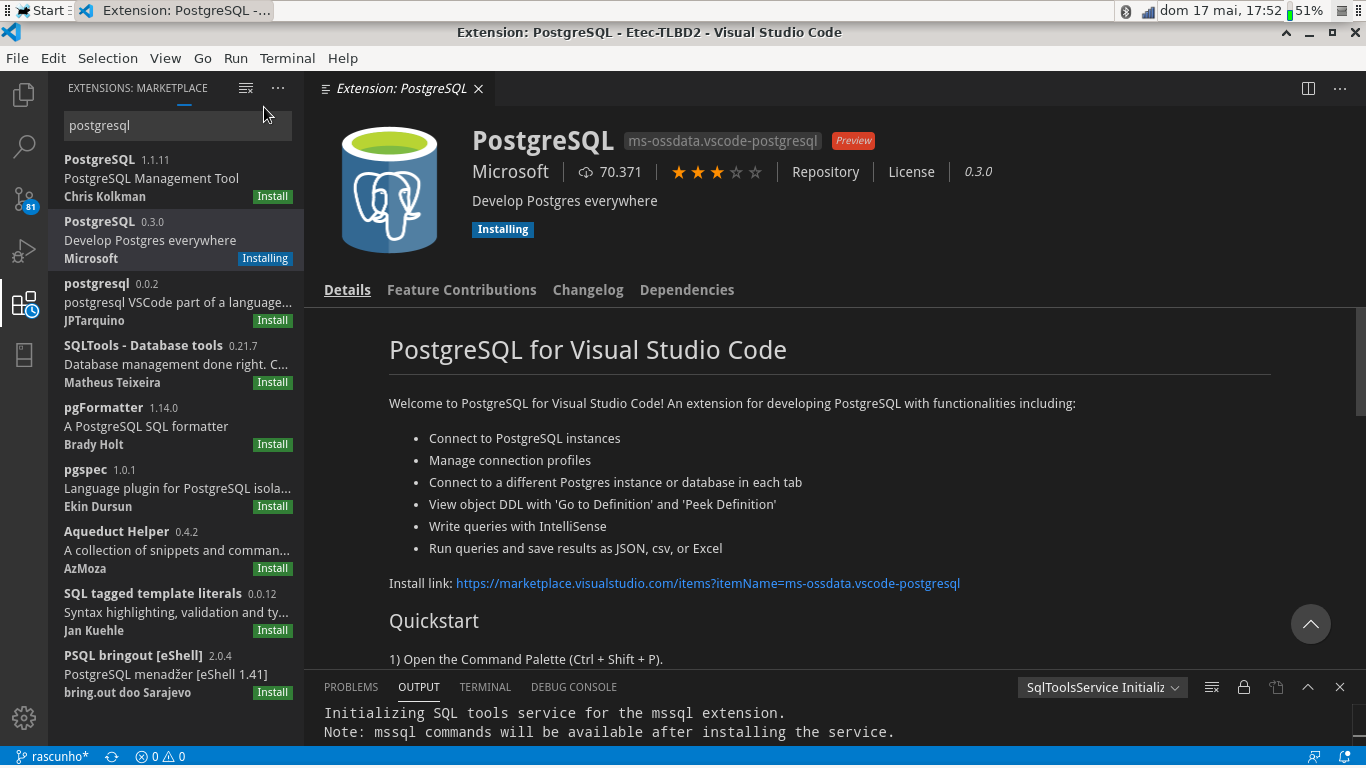 Start
Extension: PostgreSQL -...
dom 17 mai, 17:52
51%
Extension: PostgreSQL - Etec-TLBD2 - Visual Studio Code
File Edit Selection View Go Run Terminal Help
EXTENSIONS: MARKETPLACE
postgresql
PostgreSQL 1.1.11
PostgreSQL Management Tool
Chris Kolkman Install
PostgreSQL 0.3.0
Develop Postgres everywhere
Microsoft Installing
postgresql 0.0.2
postgresql VSCode part of a language...
JPTarquino Install
SQLTools - Database tools 0.21.7
Database management done right. C...
Matheus Teixeira Install
pgFormatter 1.14.0
A PostgreSQL SQL formatter
Brady Holt Install
pgspec 1.0.1
Language plugin for PostgreSQL isola...
Ekin Dursun Install
Aqueduct Helper 0.4.2
A collection of snippets and comman...
AzMoza Install
SQL tagged template literals 0.0.12
Syntax highlighting, validation and ty...
Jan Kuehle Install
PSQL bringout [eShell] 2.0.4
PostgreSQL menadžer [eShell 1.41]
bring.out doo Sarajevo Install
81
Extension: PostgreSQL
PostgreSQL ms-ossdata.vscode-postgresql Preview
Microsoft 70.371 Repository License 0.3.0
Develop Postgres everywhere
Installing
Details Feature Contributions Changelog Dependencies
PostgreSQL for Visual Studio Code
Welcome to PostgreSQL for Visual Studio Code! An extension for developing PostgreSQL with functionalities including:
• Connect to PostgreSQL instances
• Manage connection profiles
• Connect to a different Postgres instance or database in each tab
• View object DDL with 'Go to Definition' and 'Peek Definition'
• Write queries with IntelliSense
• Run queries and save results as JSON, csv, or Excel
Install link: https://marketplace.visualstudio.com/items?itemName=ms-ossdata.vscode-postgresql
Quickstart
1) Open the Command Palette (Ctrl + Shift + P).
PROBLEMS OUTPUT TERMINAL DEBUG CONSOLE
SqlToolsService Initializ
Initializing SQL tools service for the mssql extension.
Note: mssql commands will be available after installing the service.
rascunho* 0 0